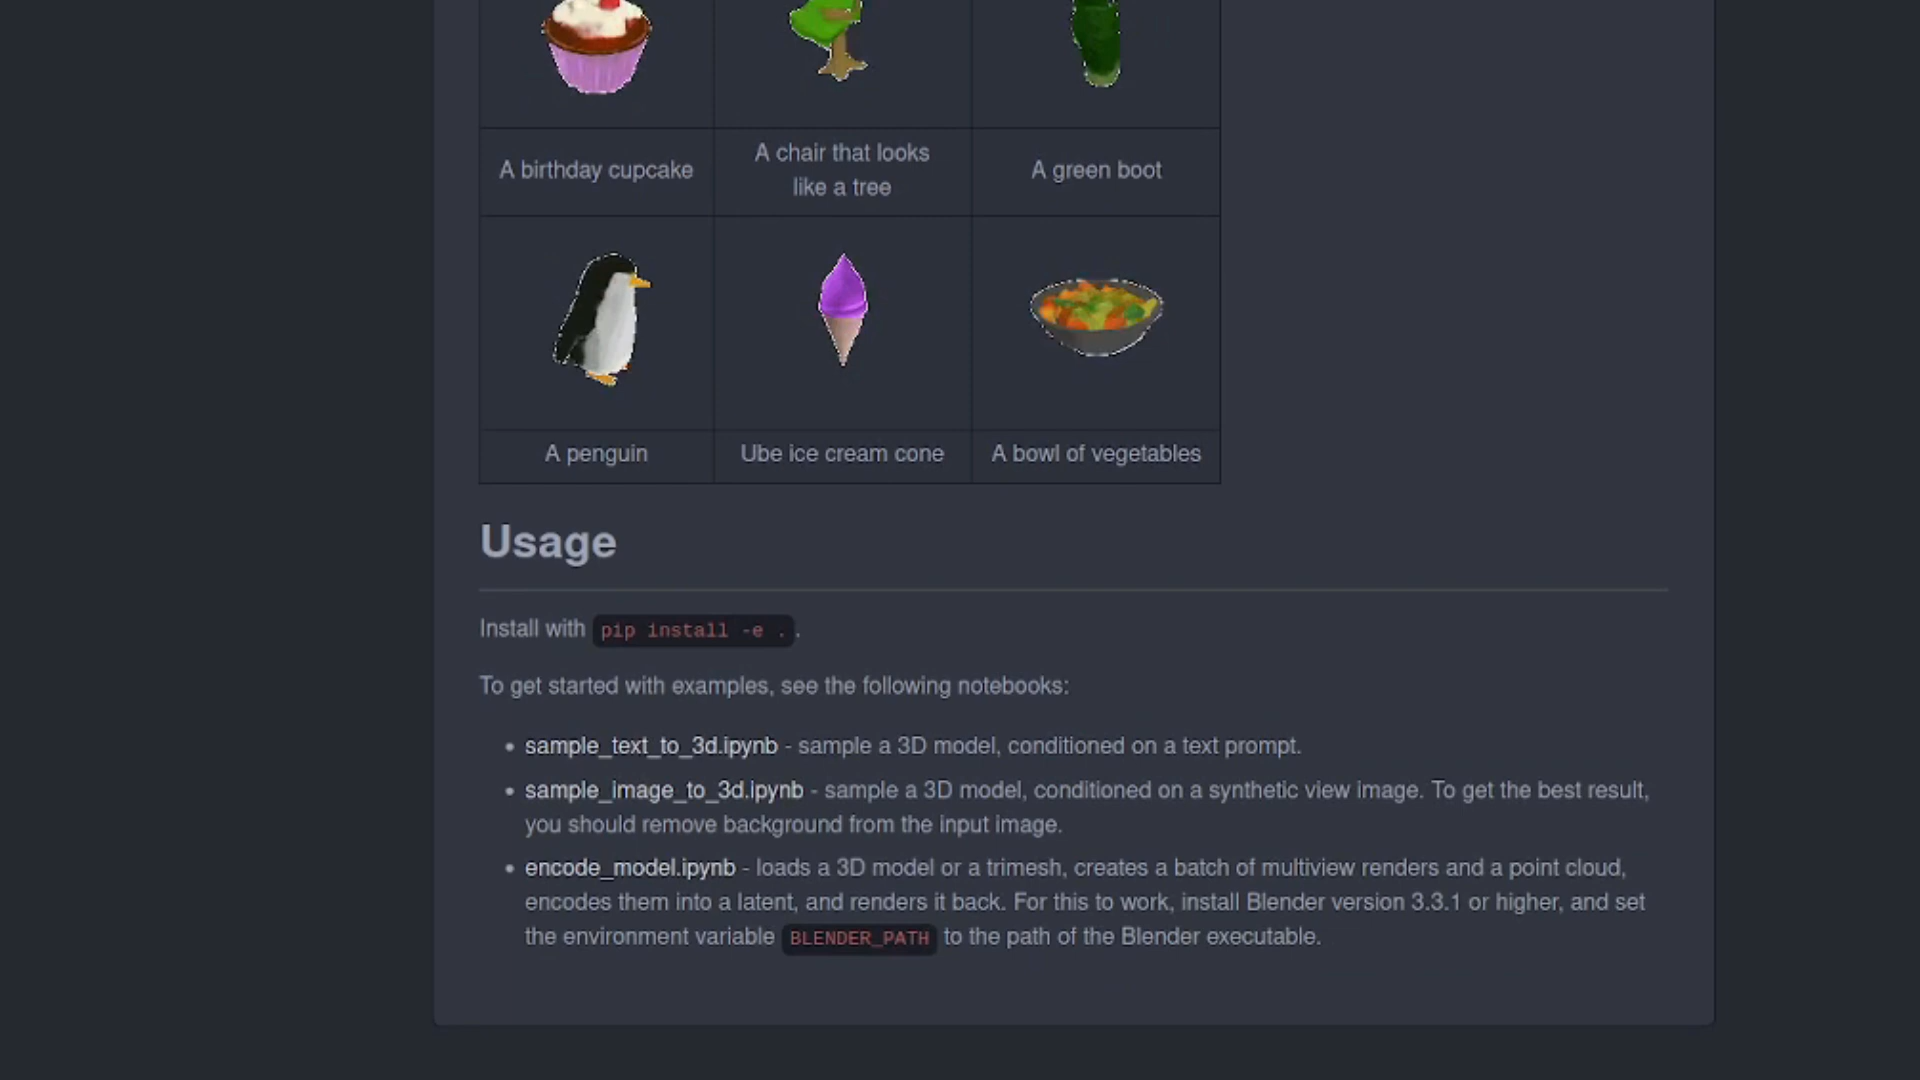 A birthday cupcake
A chair that looks
like a tree
A green boot
A penguin
Ube ice cream cone
A bowl of vegetables
Usage
Install with pip install -e . .
To get started with examples, see the following notebooks:
• sample_text_to_3d.ipynb - sample a 3D model, conditioned on a text prompt.
• sample_image_to_3d.ipynb - sample a 3D model, conditioned on a synthetic view image. To get the best result,
you should remove background from the input image.
• encode_model.ipynb - loads a 3D model or a trimesh, creates a batch of multiview renders and a point cloud,
encodes them into a latent, and renders it back. For this to work, install Blender version 3.3.1 or higher, and set
the environment variable BLENDER_PATH to the path of the Blender executable.